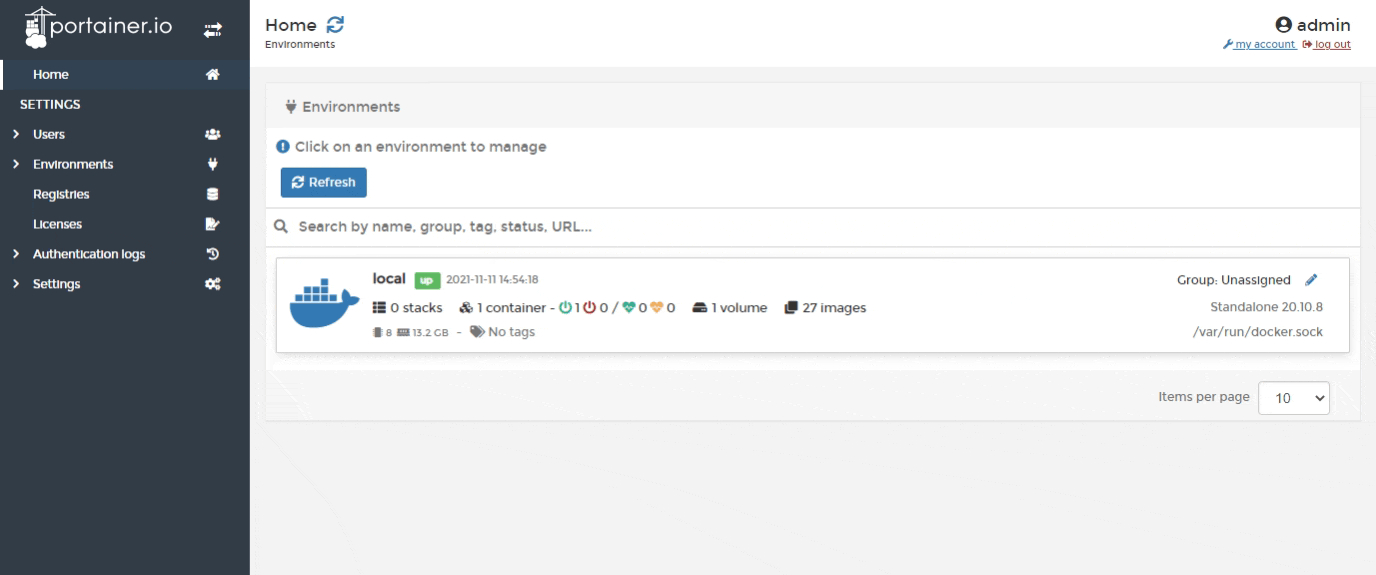 portainer.io
Home
SETTINGS
Users
Environments
Registries
Licenses
Authentication logs
Settings
Home
Environments
admin
my account log out
Environments
Click on an environment to manage
Refresh
Search by name, group, tag, status, URL...
local up 2021-11-11 14:54:18
Group: Unassigned
0 stacks 1 container - 1 0 / 0 0 1 volume 27 images
Standalone 20.10.8
8 13.2 GB - No tags
/var/run/docker.sock
Items per page 10